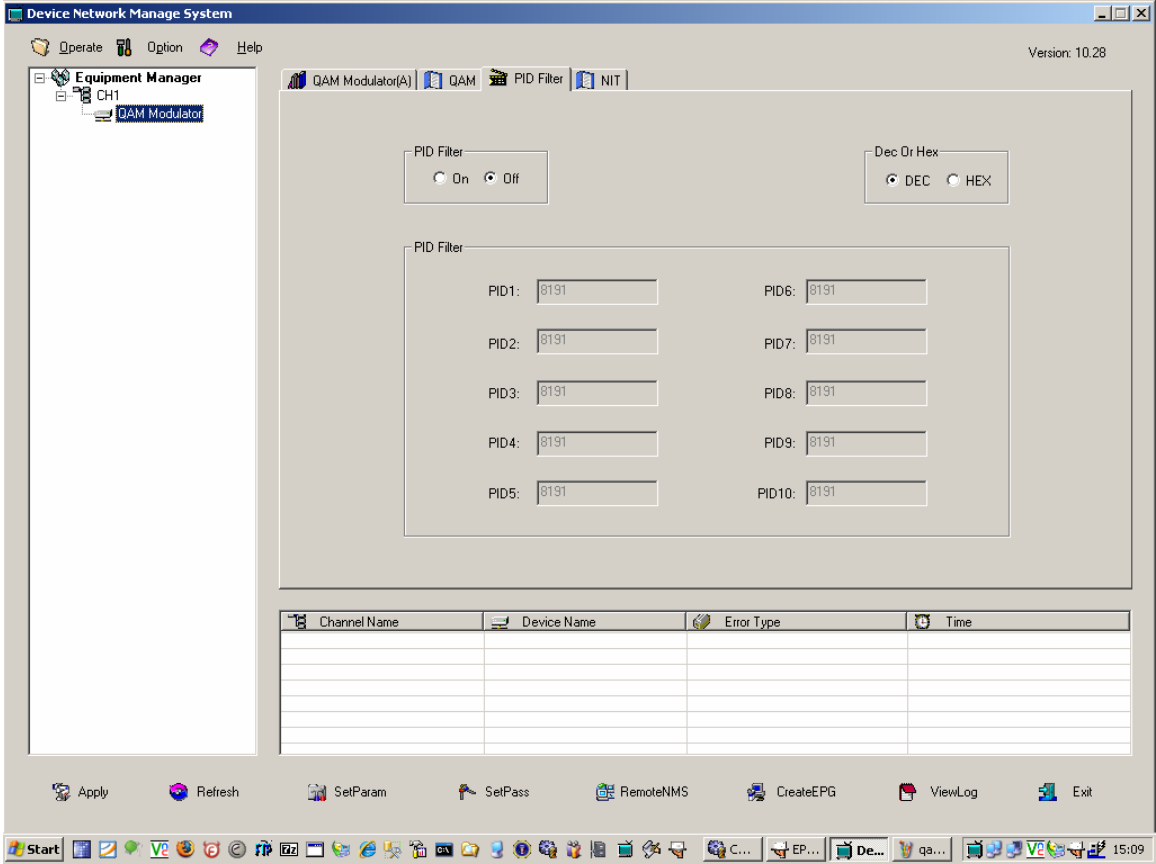 Device Network Manage System
Operate Option Help
Version: 10.28
Equipment Manager
CH1
QAM Modulator
QAM Modulator(A) QAM PID Filter NIT
PID Filter
On Off
Dec Or Hex
DEC HEX
PID Filter
PID1: 8191 PID6: 8191
PID2: 8191 PID7: 8191
PID3: 8191 PID8: 8191
PID4: 8191 PID9: 8191
PID5: 8191 PID10: 8191
Channel Name Device Name Error Type Time
Apply Refresh SetParam SetPass RemoteNMS CreateEPG ViewLog Exit
Start C... EP... De... qa... 15:09